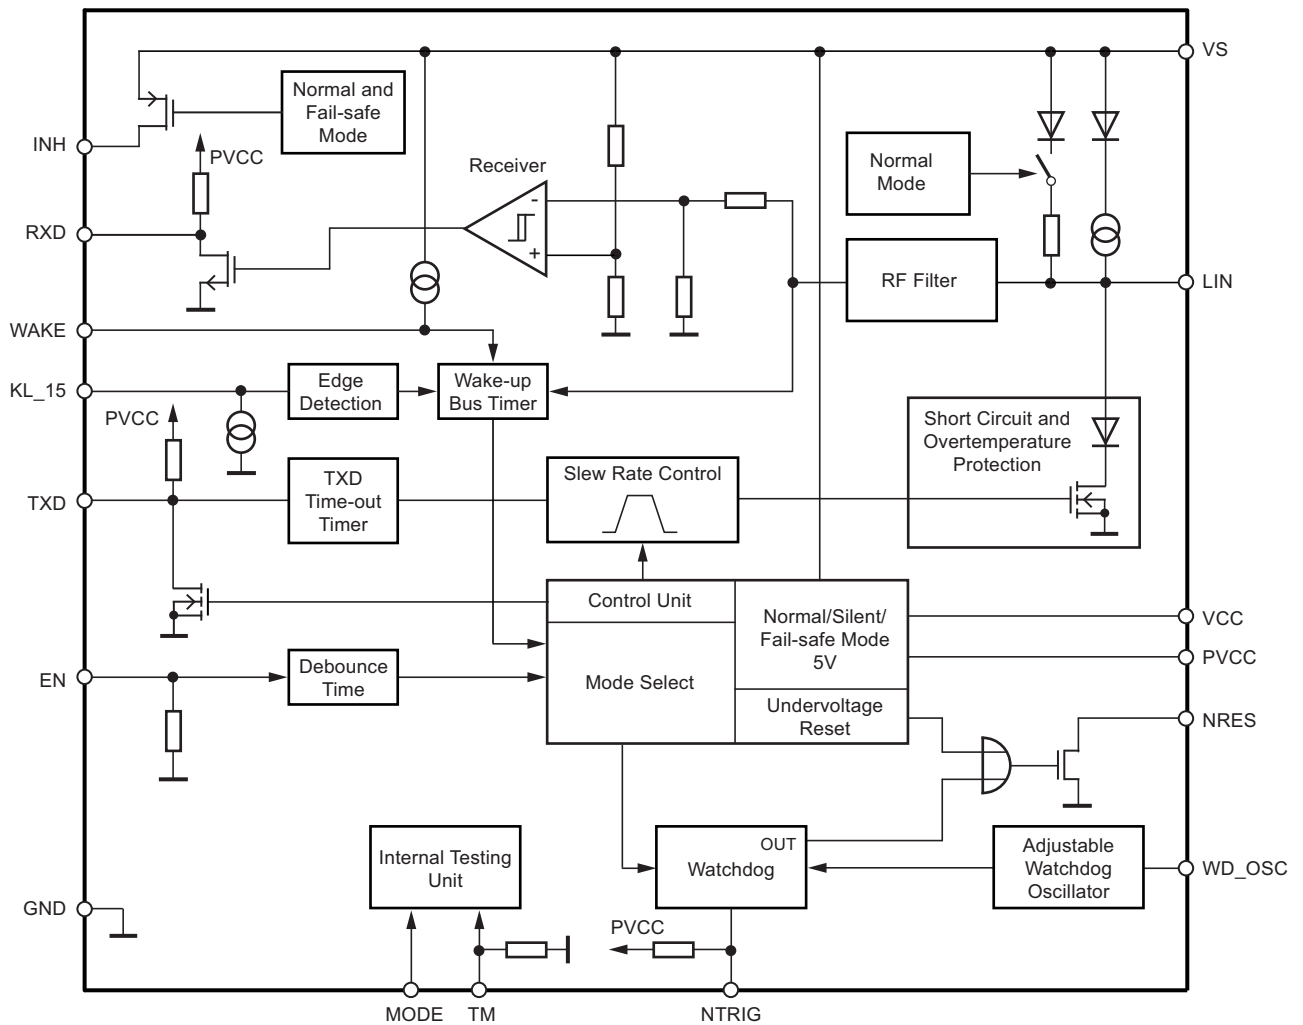 VS
Normal and
Fail-safe
Mode
INH
PVCC
Receiver
Normal
Mode
-
RXD
+
RF Filter
LIN
WAKE
KL_15
Edge
Detection
Wake-up
Bus Timer
PVCC
Short Circuit and
Overtemperature
Protection
TXD
TXD
Time-out
Timer
Slew Rate Control
Control Unit
Normal/Silent/
Fail-safe Mode
5V
VCC
PVCC
EN
Debounce
Time
Mode Select
Undervoltage
Reset
NRES
Internal Testing
Unit
OUT
Watchdog
Adjustable
Watchdog
Oscillator
WD_OSC
GND
PVCC
MODE
TM
NTRIG